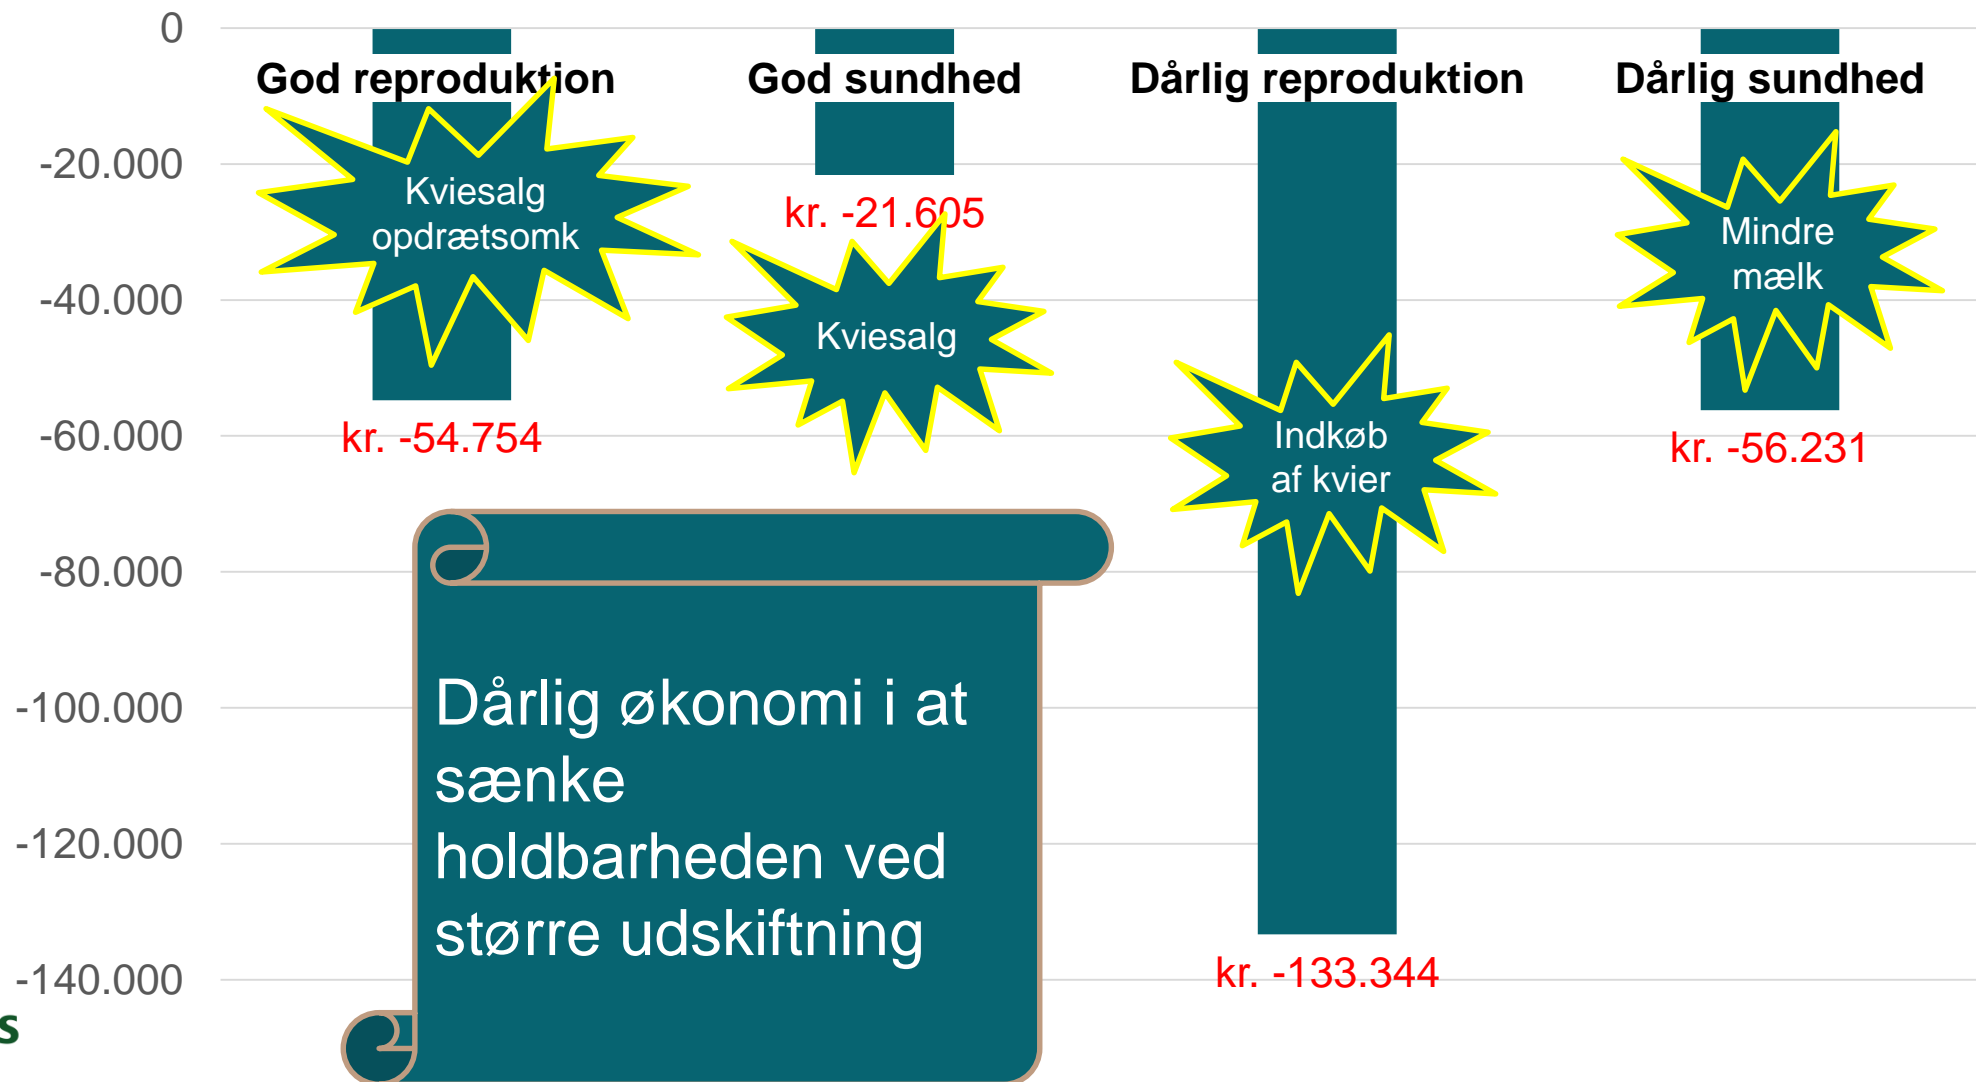 0
God reproduktion
God sundhed
Dårlig reproduktion
Dårlig sundhed
-20.000
Kviesalg
opdrætsomk
kr. -21.605
Mindre
mælk
-40.000
Kviesalg
-60.000
kr. -54.754
Indkøb
af kvier
kr. -56.231
-80.000
-100.000
Dårlig økonomi i at
sænke
holdbarheden ved
større udskiftning
-120.000
-140.000
kr. -133.344
s